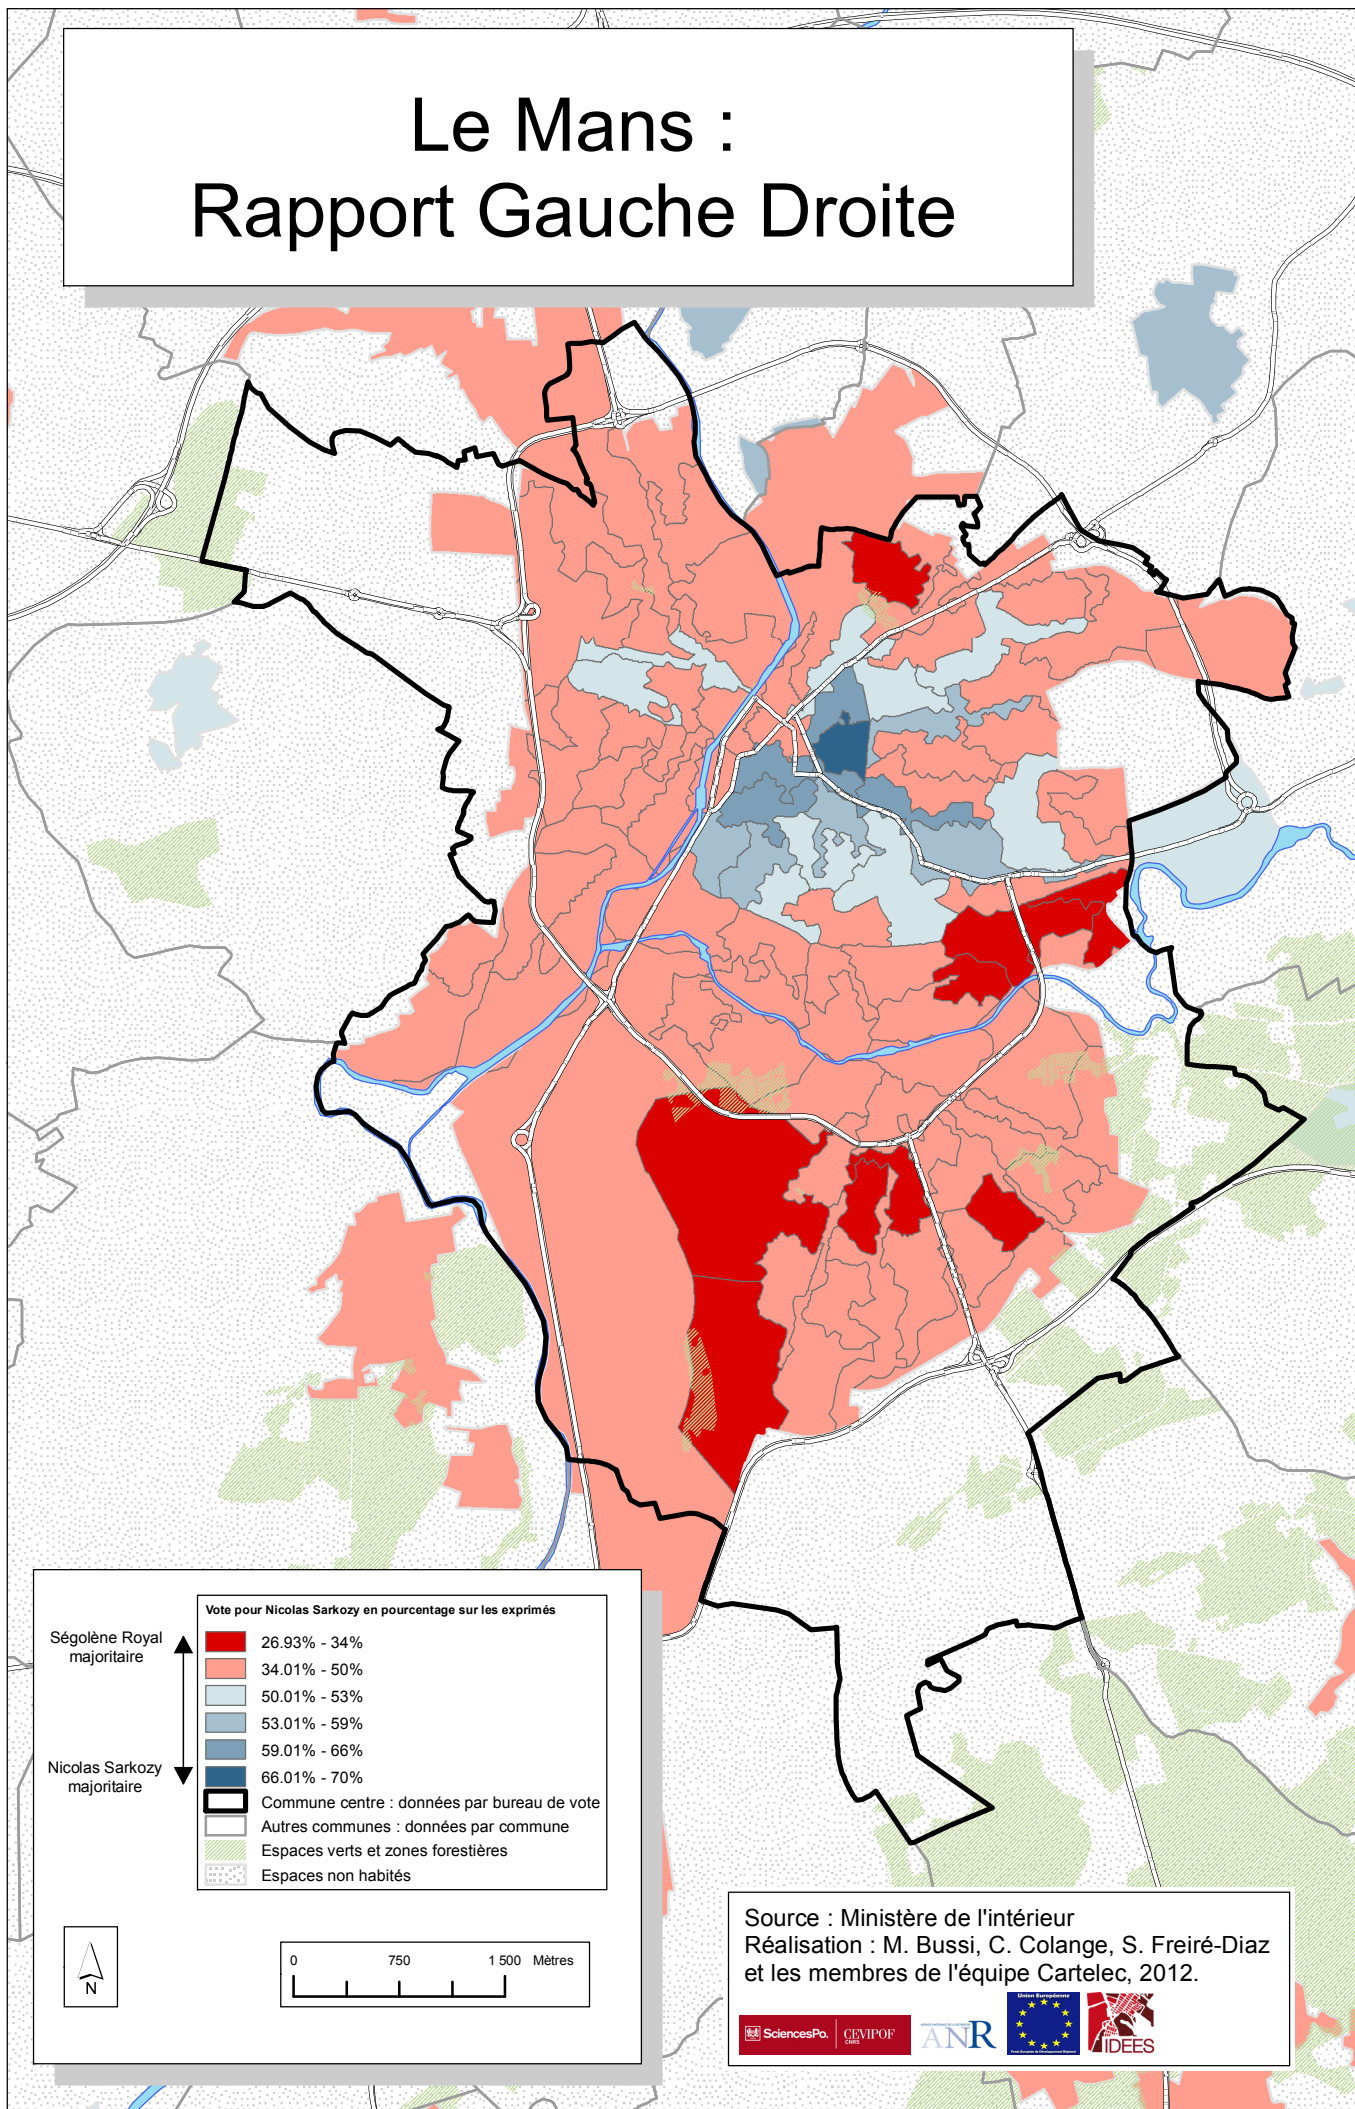 Le Mans :
Rapport Gauche Droite
Vote pour Nicolas Sarkozy en pourcentage sur les exprimés
Ségolène Royal
majoritaire
Nicolas Sarkozy
majoritaire
26.93% - 34%
34.01% - 50%
50.01% - 53%
53.01% - 59%
59.01% - 66%
66.01% - 70%
Commune centre : données par bureau de vote
Autres communes : données par commune
Espaces verts et zones forestières
Espaces non habités
N
0 750 1 500 Mètres
Source : Ministère de l'intérieur
Réalisation : M. Bussi, C. Colange, S. Freiré-Diaz
et les membres de l'équipe Cartelec, 2012.
SciencesPo.
CEVIPOF
CNRS
ANR
Union Européenne
IDEES